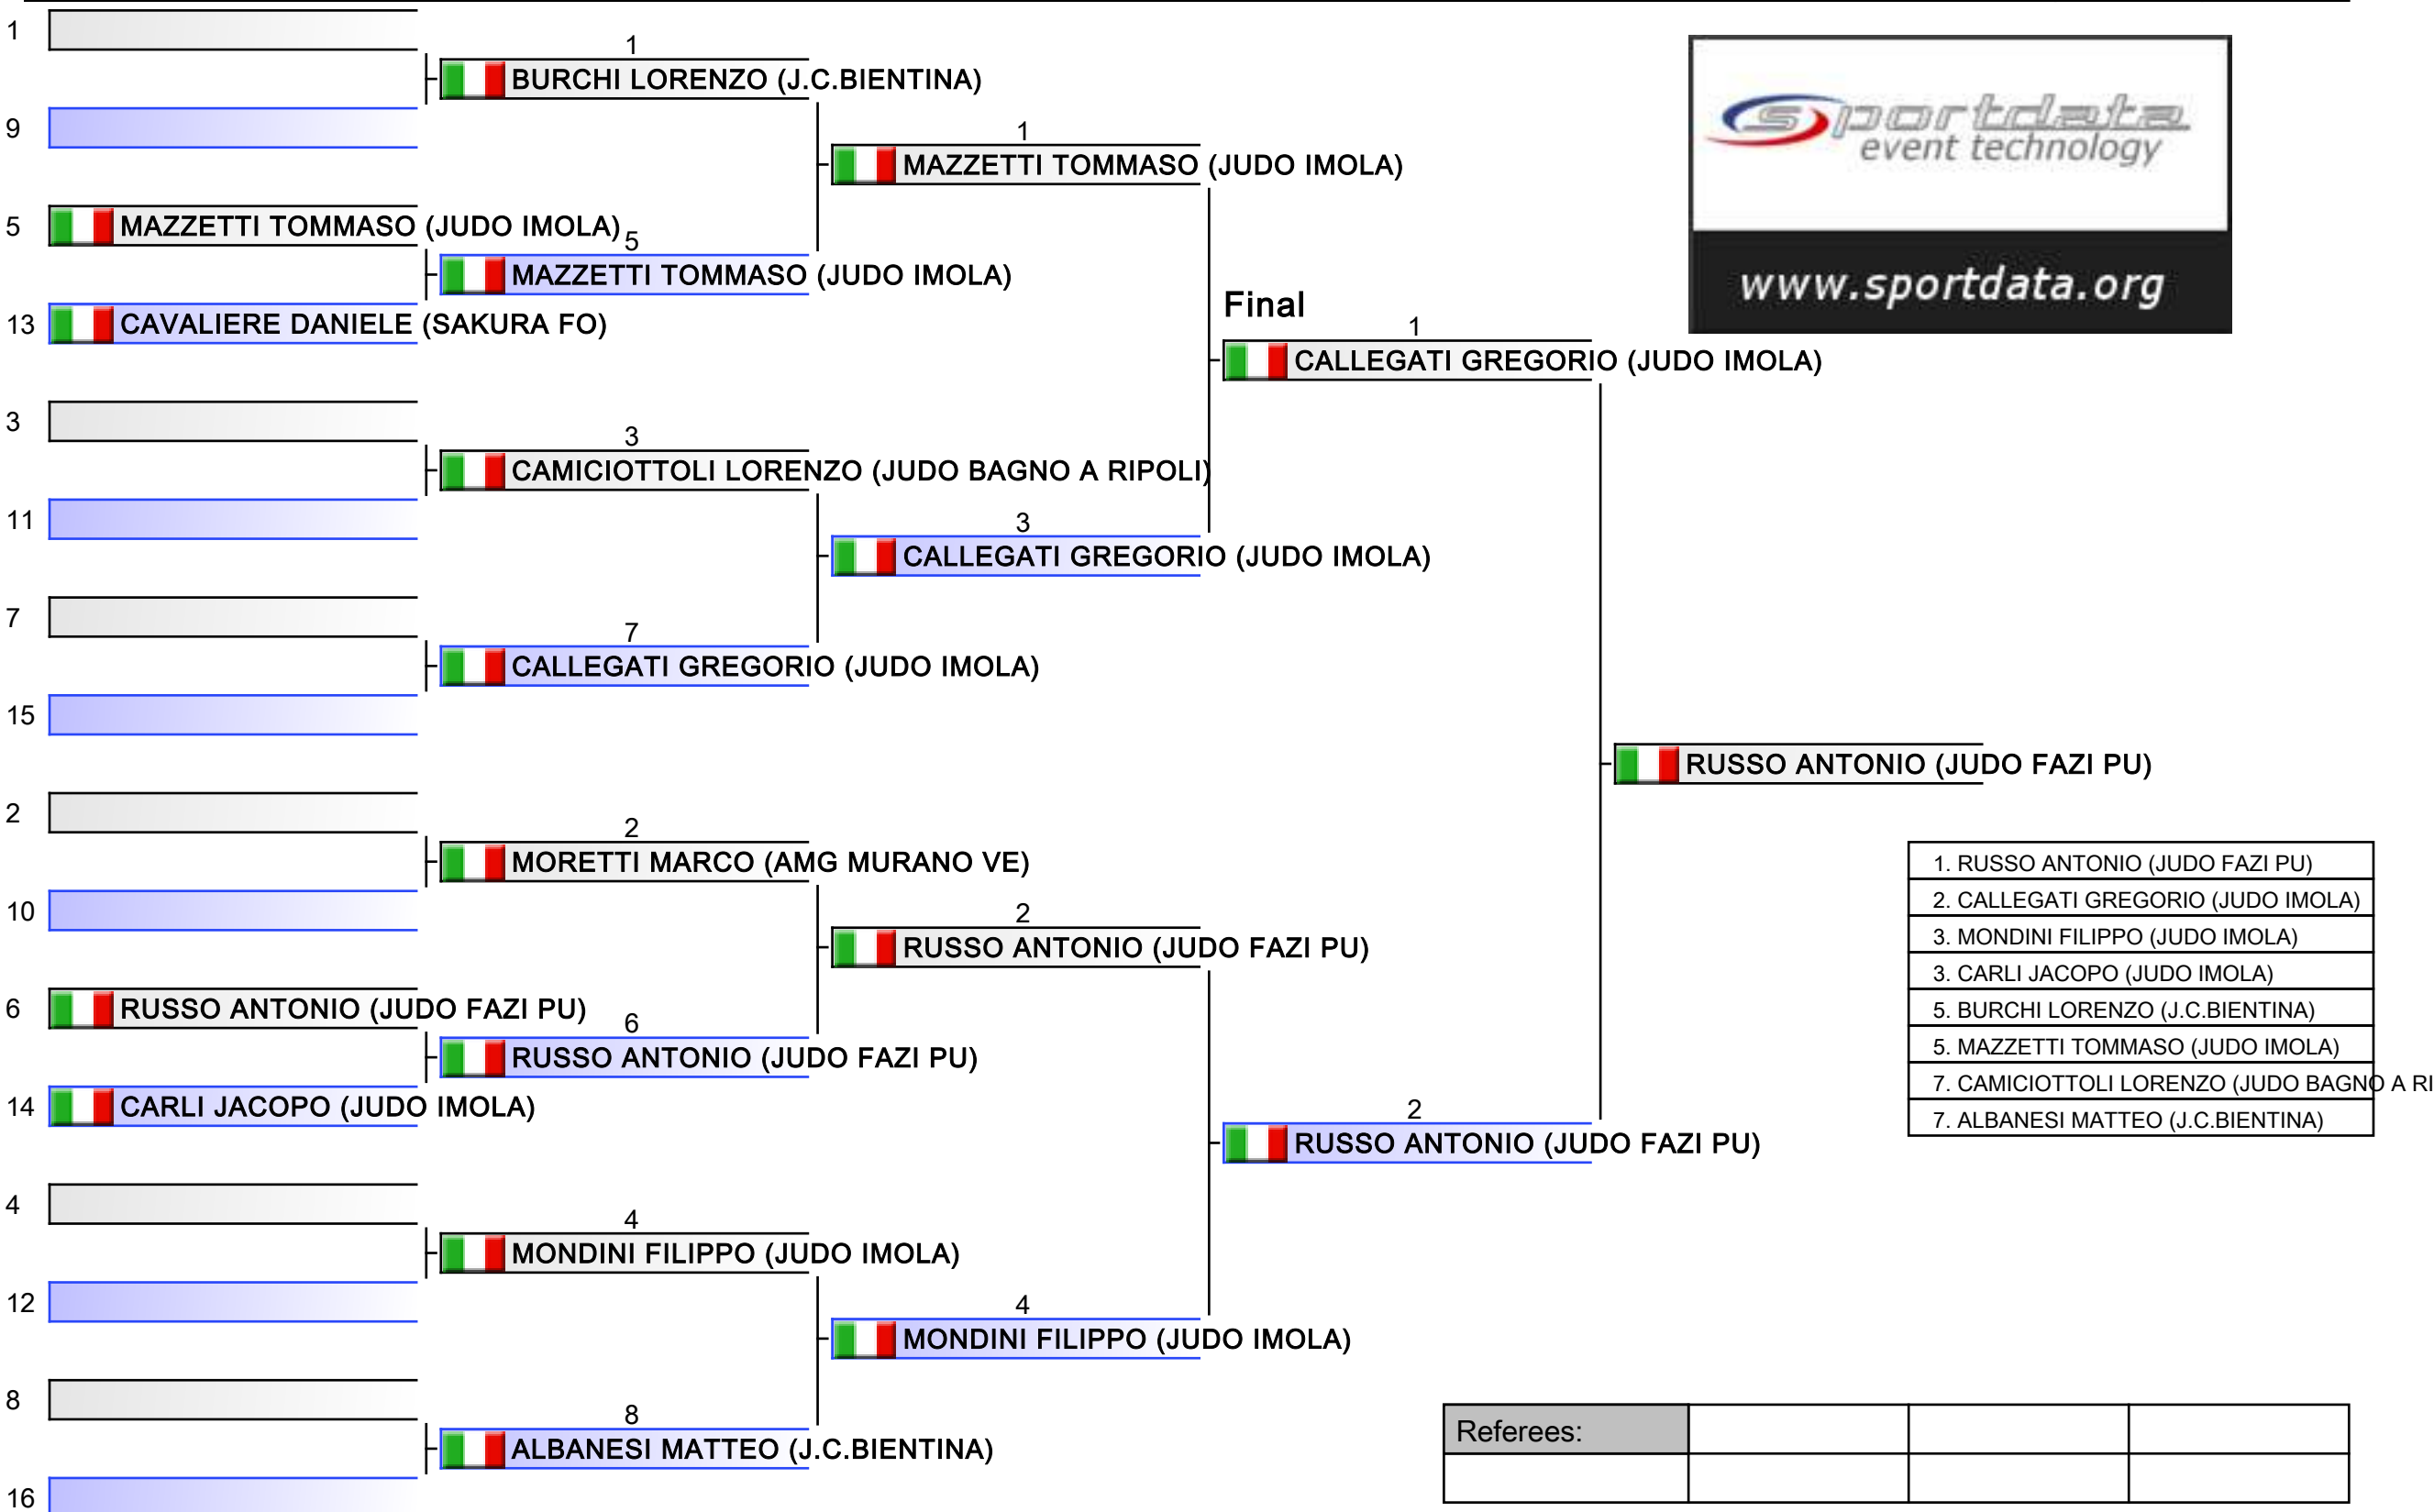 1
1
BURCHI LORENZO (J.C.BIENTINA)
9
1
MAZZETTI TOMMASO (JUDO IMOLA)
sportdata
event technology
www.sportdata.org
5 MAZZETTI TOMMASO (JUDO IMOLA)
5
MAZZETTI TOMMASO (JUDO IMOLA)
13 CAVALIERE DANIELE (SAKURA FO)
Final
1
CALLEGATI GREGORIO (JUDO IMOLA)
3
3
CAMICIOTTOLI LORENZO (JUDO BAGNO A RIPOLI)
11
3
CALLEGATI GREGORIO (JUDO IMOLA)
7
7
CALLEGATI GREGORIO (JUDO IMOLA)
15
RUSSO ANTONIO (JUDO FAZI PU)
2
2
MORETTI MARCO (AMG MURANO VE)
10
2
RUSSO ANTONIO (JUDO FAZI PU)
6 RUSSO ANTONIO (JUDO FAZI PU)
6
RUSSO ANTONIO (JUDO FAZI PU)
14 CARLI JACOPO (JUDO IMOLA)
2
RUSSO ANTONIO (JUDO FAZI PU)
1. RUSSO ANTONIO (JUDO FAZI PU)
2. CALLEGATI GREGORIO (JUDO IMOLA)
3. MONDINI FILIPPO (JUDO IMOLA)
3. CARLI JACOPO (JUDO IMOLA)
5. BURCHI LORENZO (J.C.BIENTINA)
5. MAZZETTI TOMMASO (JUDO IMOLA)
7. CAMICIOTTOLI LORENZO (JUDO BAGNO A RI
7. ALBANESI MATTEO (J.C.BIENTINA)
4
4
MONDINI FILIPPO (JUDO IMOLA)
12
4
MONDINI FILIPPO (JUDO IMOLA)
8
8
ALBANESI MATTEO (J.C.BIENTINA)
16
Referees: